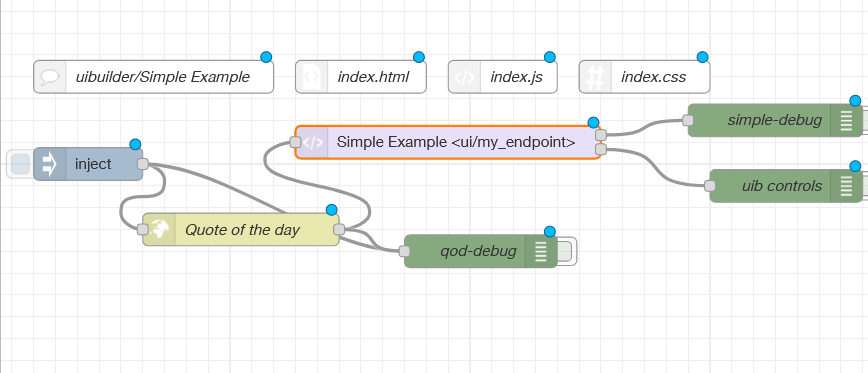 uibuilder/Simple Example
index.html
index.js
index.css
simple-debug
Simple Example <ui/my_endpoint>
inject
uib controls
Quote of the day
qod-debug